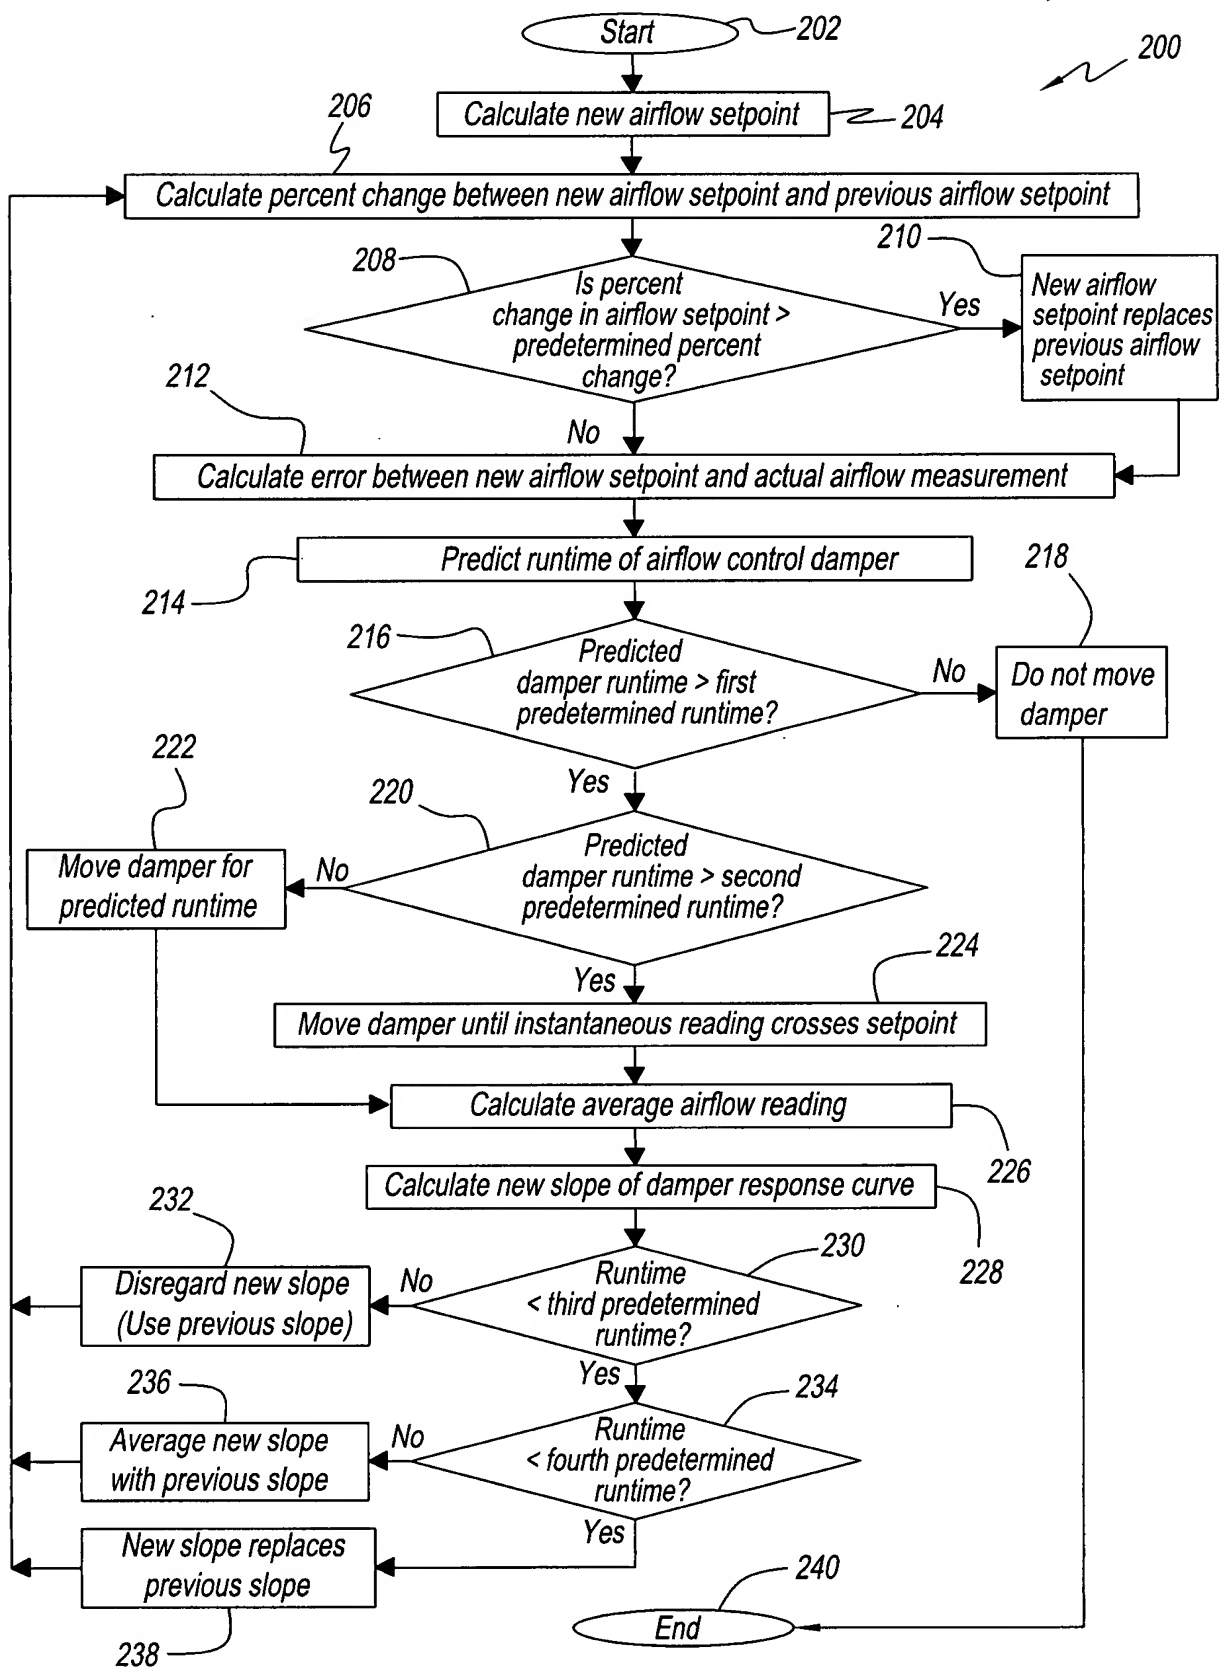 Start
202
200
Calculate new airflow setpoint
204
206
Calculate percent change between new airflow setpoint and previous airflow setpoint
208
Is percent
change in airflow setpoint >
predetermined percent
change?
Yes
210
New airflow
setpoint replaces
previous airflow
setpoint
No
212
Calculate error between new airflow setpoint and actual airflow measurement
Predict runtime of airflow control damper
214
216
Predicted
damper runtime > first
predetermined runtime?
No
218
Do not move
damper
Yes
220
Predicted
damper runtime > second
predetermined runtime?
No
222
Move damper for
predicted runtime
Yes
224
Move damper until instantaneous reading crosses setpoint
Calculate average airflow reading
226
Calculate new slope of damper response curve
228
230
Runtime
< third predetermined
runtime?
No
232
Disregard new slope
(Use previous slope)
Yes
234
Runtime
< fourth predetermined
runtime?
No
236
Average new slope
with previous slope
Yes
New slope replaces
previous slope
238
240
End